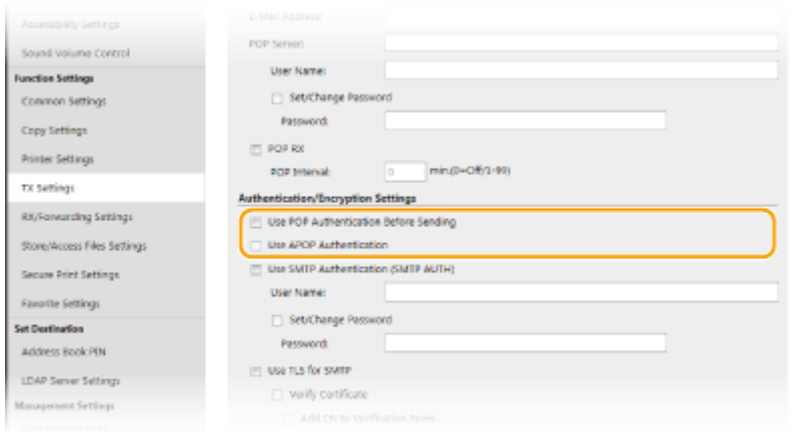 Accessibility Settings
Sound Volume Control
Function Settings
Common Settings
Copy Settings
Printer Settings
TX Settings
RX/Forwarding Settings
Store/Access Files Settings
Secure Print Settings
Favorite Settings
Set Destination
Address Book PIN
LDAP Server Settings
Management Settings
E-Mail Address:
POP Server:
User Name:
Set/Change Password
Password:
POP RX
POP Interval:
0
min.(0=Off/1-99)
Authentication/Encryption Settings
Use POP Authentication Before Sending
Use APOP Authentication
Use SMTP Authentication (SMTP AUTH)
User Name:
Set/Change Password
Password:
Use TLS for SMTP
Verify Certificate
Add CN to Verification Items